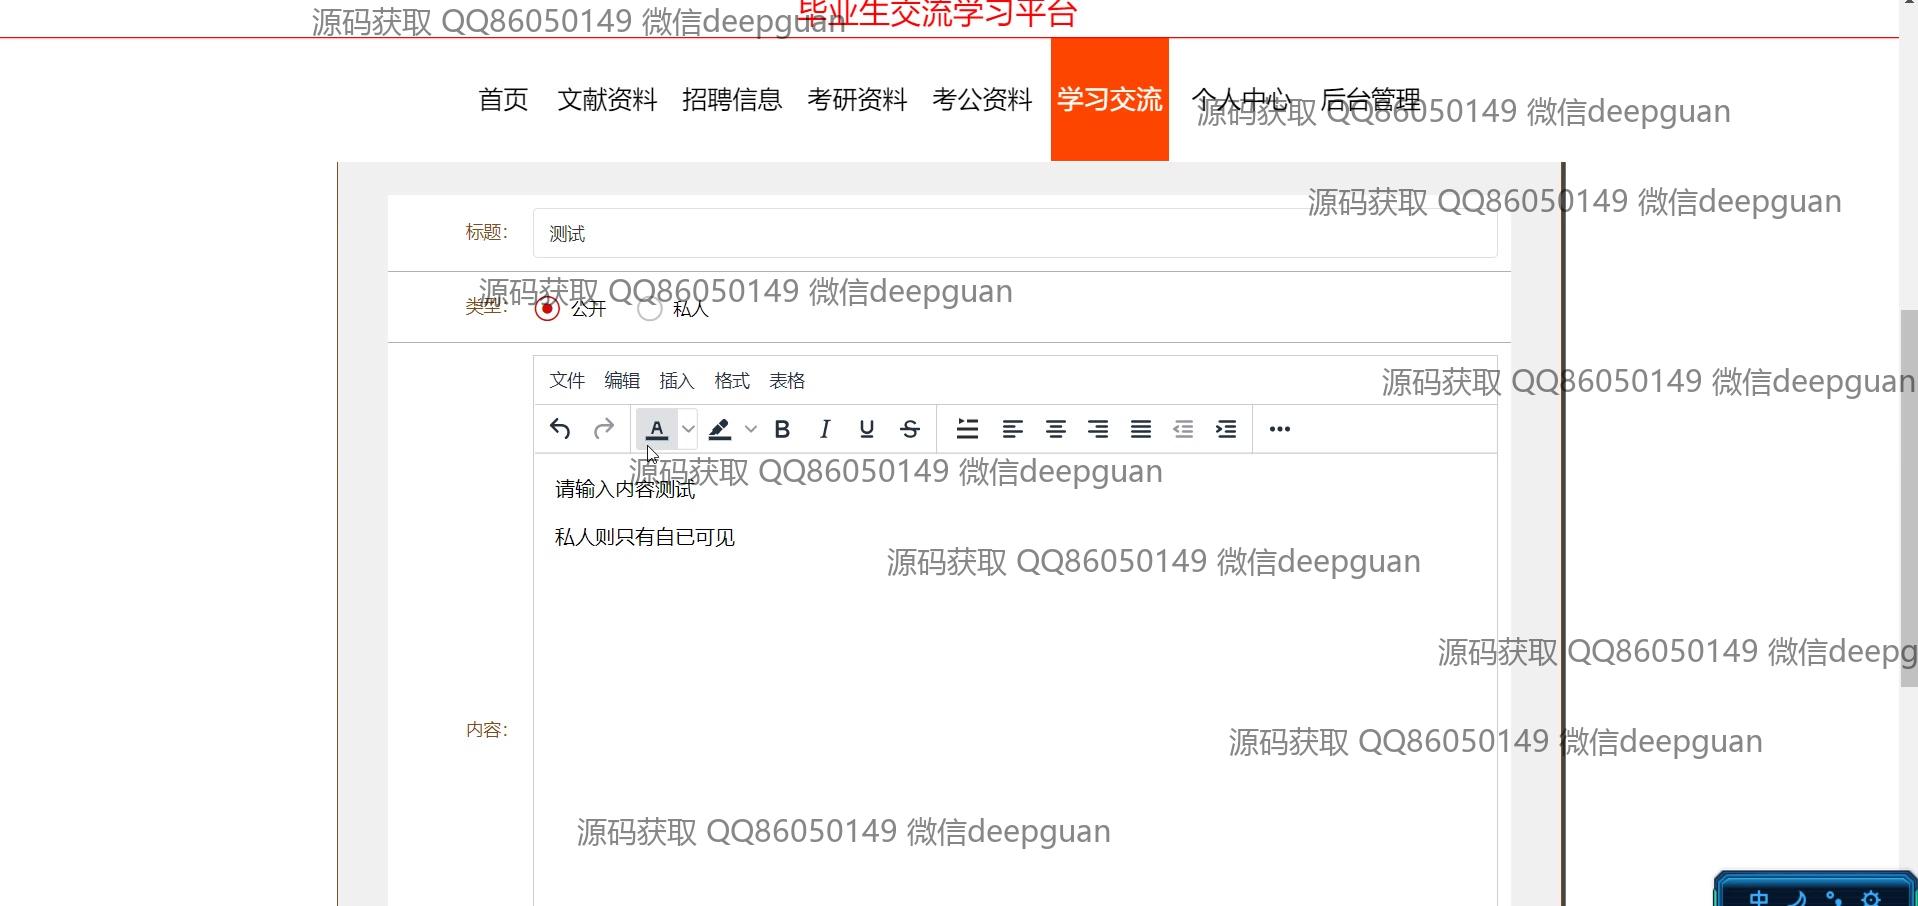 毕业生交流学习平台
源码获取 QQ86050149 微信deepguan
首页 文献资料 招聘信息 考研资料 考公资料 学习交流 个人中心 后台管理
源码获取 QQ86050149 微信deepguan
源码获取 QQ86050149 微信deepguan
标题: 测试
源码获取 QQ86050149 微信deepguan
类型: 公开 私人
文件 编辑 插入 格式 表格
源码获取 QQ86050149 微信deepguan
A B I U S
源码获取 QQ86050149 微信deepguan
请输入内容测试
私人则只有自已可见
源码获取 QQ86050149 微信deepguan
源码获取 QQ86050149 微信deepg
内容:
源码获取 QQ86050149 微信deepguan
源码获取 QQ86050149 微信deepguan
中